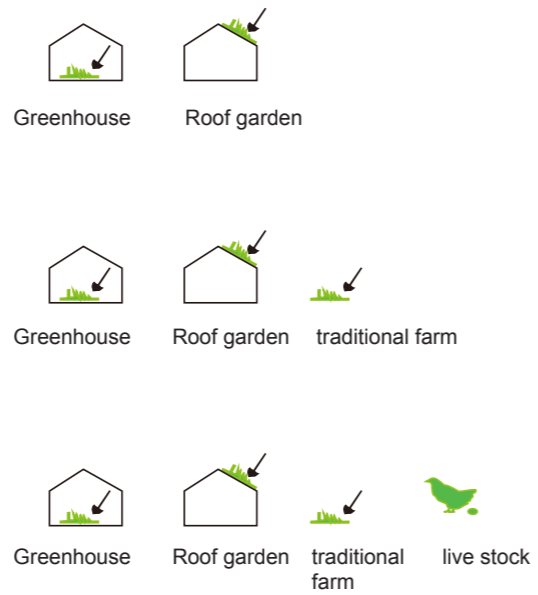 Greenhouse Roof garden
Greenhouse Roof garden traditional farm
Greenhouse Roof garden traditional live stock
farm